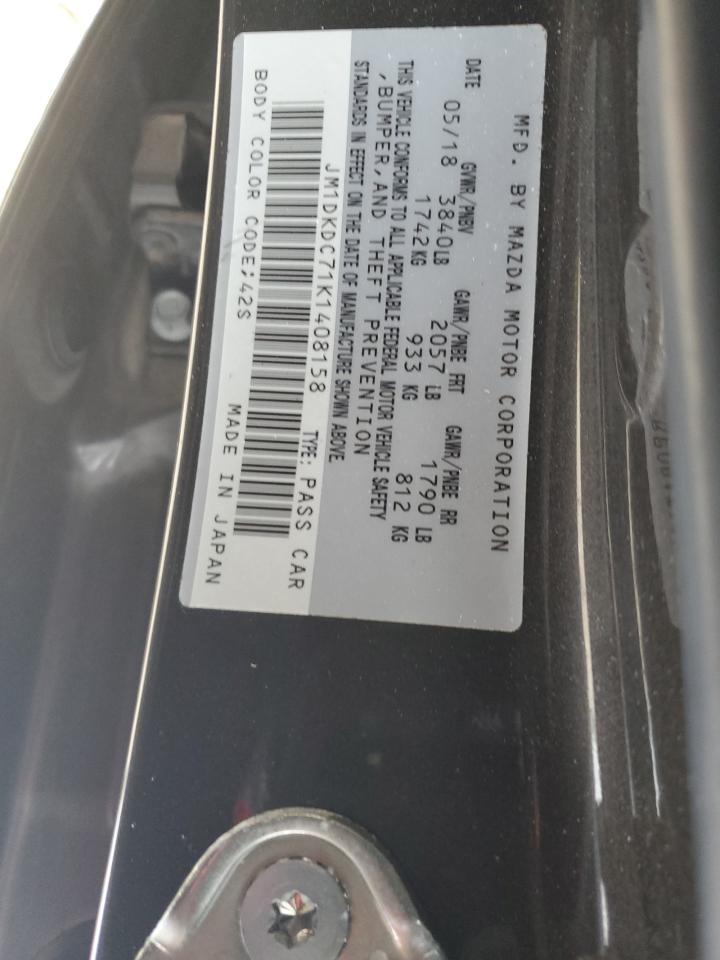 MFD. BY MAZDA MOTOR CORPORATION
DATE GVWR/PNBV GAWR/PNBE FRT GAWR/PNBE RR
05/18 3840LB 2057 LB 1790 LB
1742KG 933 KG 812 KG
THIS VEHICLE CONFORMS TO ALL APPLICABLE FEDERAL MOTOR VEHICLE SAFETY
,BUMPER,AND THEFT PREVENTION
STANDARDS IN EFFECT ON THE DATE OF MANUFACTURE SHOWN ABOVE.
JM1DKDC71K1408158 TYPE: PASS CAR
BODY COLOR CODE:42S MADE IN JAPAN